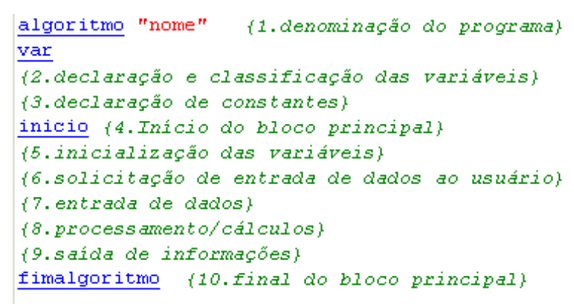 algoritmo "nome" {1.denominação do programa}
var
{2.declaração e classificação das variáveis}
{3.declaração de constantes}
inicio {4.Início do bloco principal}
{5.inicialização das variáveis}
{6.solicitação de entrada de dados ao usuário}
{7.entrada de dados}
{8.processamento/cálculos}
{9.saída de informações}
fimalgoritmo {10.final do bloco principal}